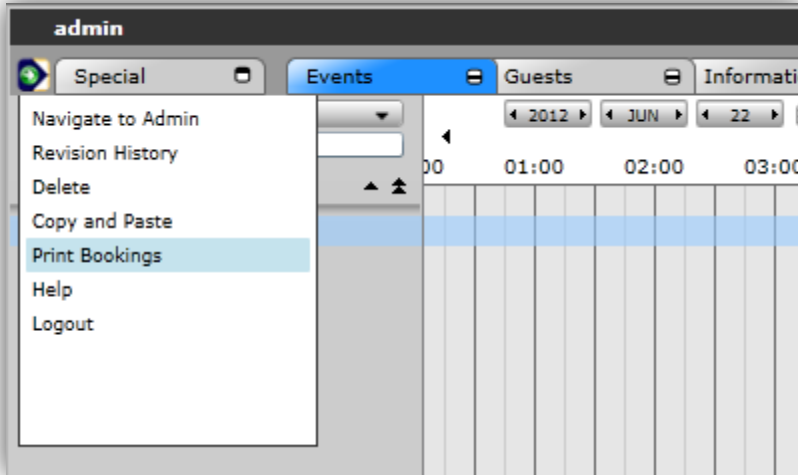 admin
Special
Events
Guests
Informati
Navigate to Admin
Revision History
Delete
Copy and Paste
Print Bookings
Help
Logout
2012 JUN 22
00 01:00 02:00 03:00